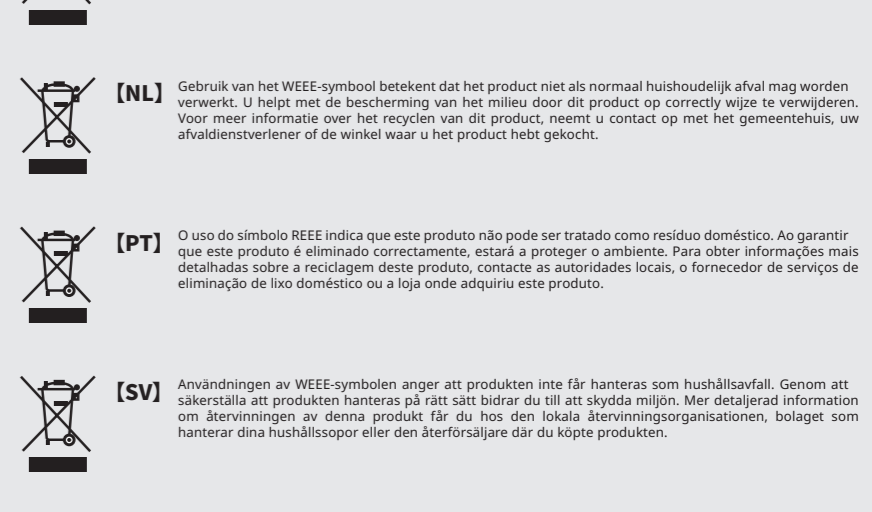 【NL】 Gebruik van het WEEE-symbool betekent dat het product niet als normaal huishoudelijk afval mag worden
verwerkt. U helpt met de bescherming van het milieu door dit product op correctly wijze te verwijderen.
Voor meer informatie over het recyclen van dit product, neemt u contact op met het gemeentehuis, uw
afvaldienstverlener of de winkel waar u het product hebt gekocht.
【PT】 O uso do símbolo REEE indica que este produto não pode ser tratado como resíduo doméstico. Ao garantir
que este produto é eliminado correctamente, estará a proteger o ambiente. Para obter informações mais
detalhadas sobre a reciclagem deste produto, contacte as autoridades locais, o fornecedor de serviços de
eliminação de lixo doméstico ou a loja onde adquiriu este produto.
【SV】 Användningen av WEEE-symbolen anger att produkten inte får hanteras som hushållsavfall. Genom att
säkerställa att produkten hanteras på rätt sätt bidrar du till att skydda miljön. Mer detaljerad information
om återvinningen av denna produkt får du hos den lokala återvinningsorganisationen, bolaget som
hanterar dina hushållssopor eller den återförsäljare där du köpte produkten.